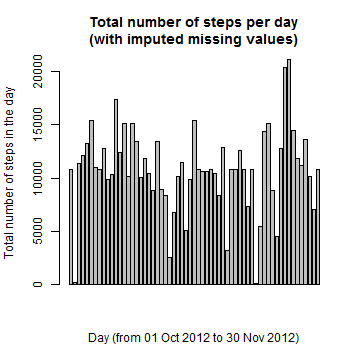 Total number of steps per day
(with imputed missing values)
Total number of steps in the day
20000
15000
10000
5000
0
Day (from 01 Oct 2012 to 30 Nov 2012)